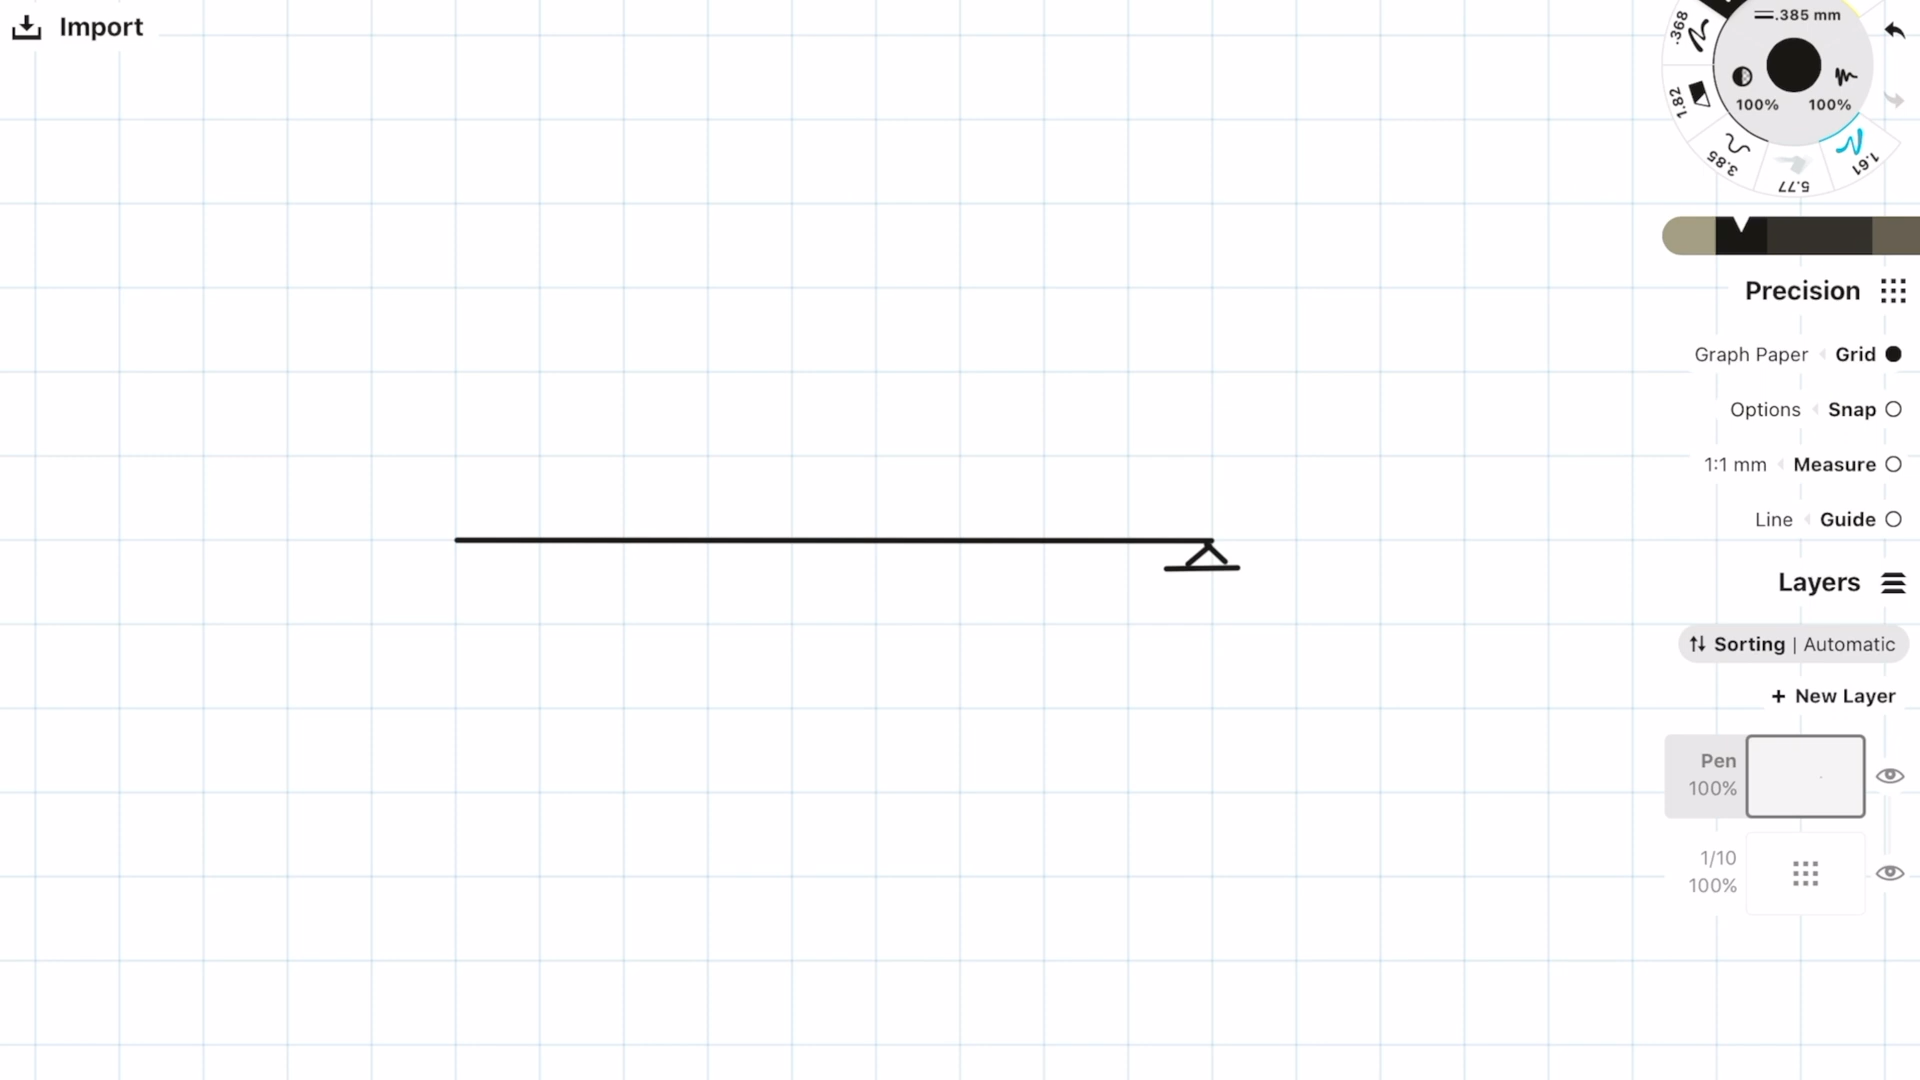 Import
.385 mm
.368
100% 100%
1.82
3.85
5.77
1.61
Precision
Graph Paper Grid
Options Snap
1:1 mm Measure
Line Guide
Layers
Sorting | Automatic
+ New Layer
Pen
100%
1/10
100%